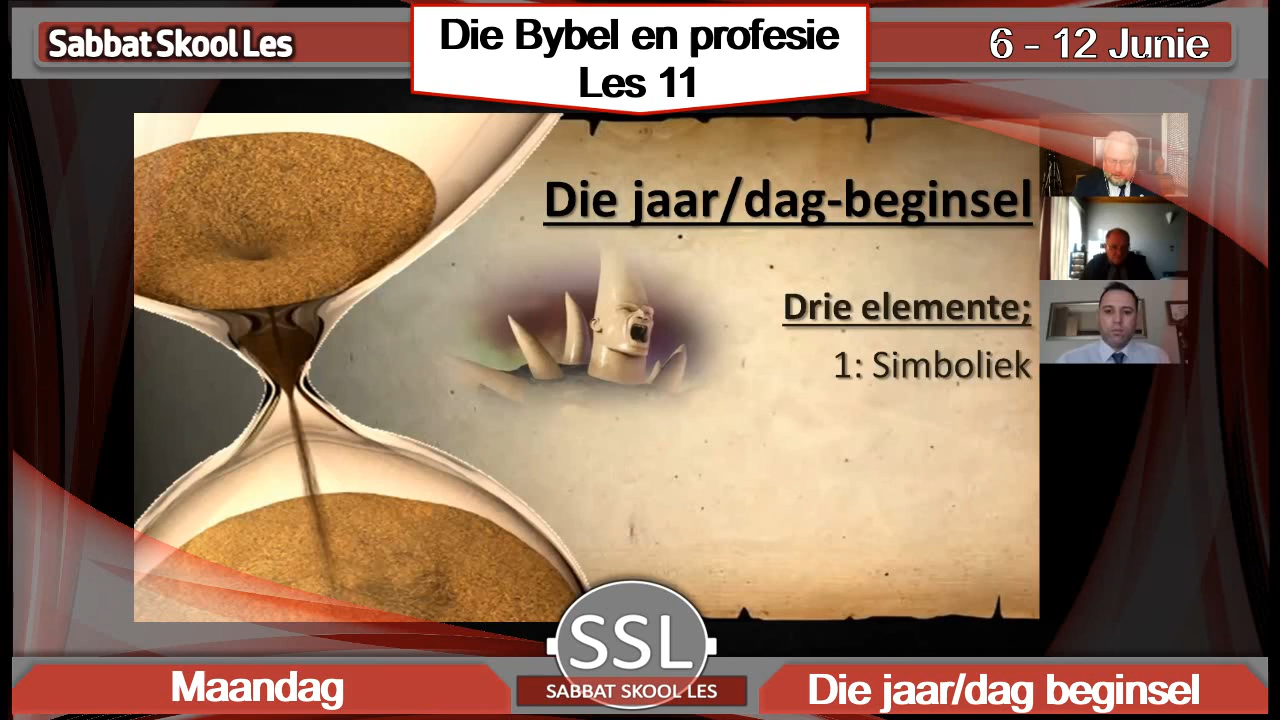 Sabbat Skool Les
Die Bybel en profesie
Les 11
6 - 12 Junie
Die jaar/dag-beginsel
Drie elemente;
1: Simboliek
SSL
SABBAT SKOOL LES
Maandag
Die jaar/dag beginsel